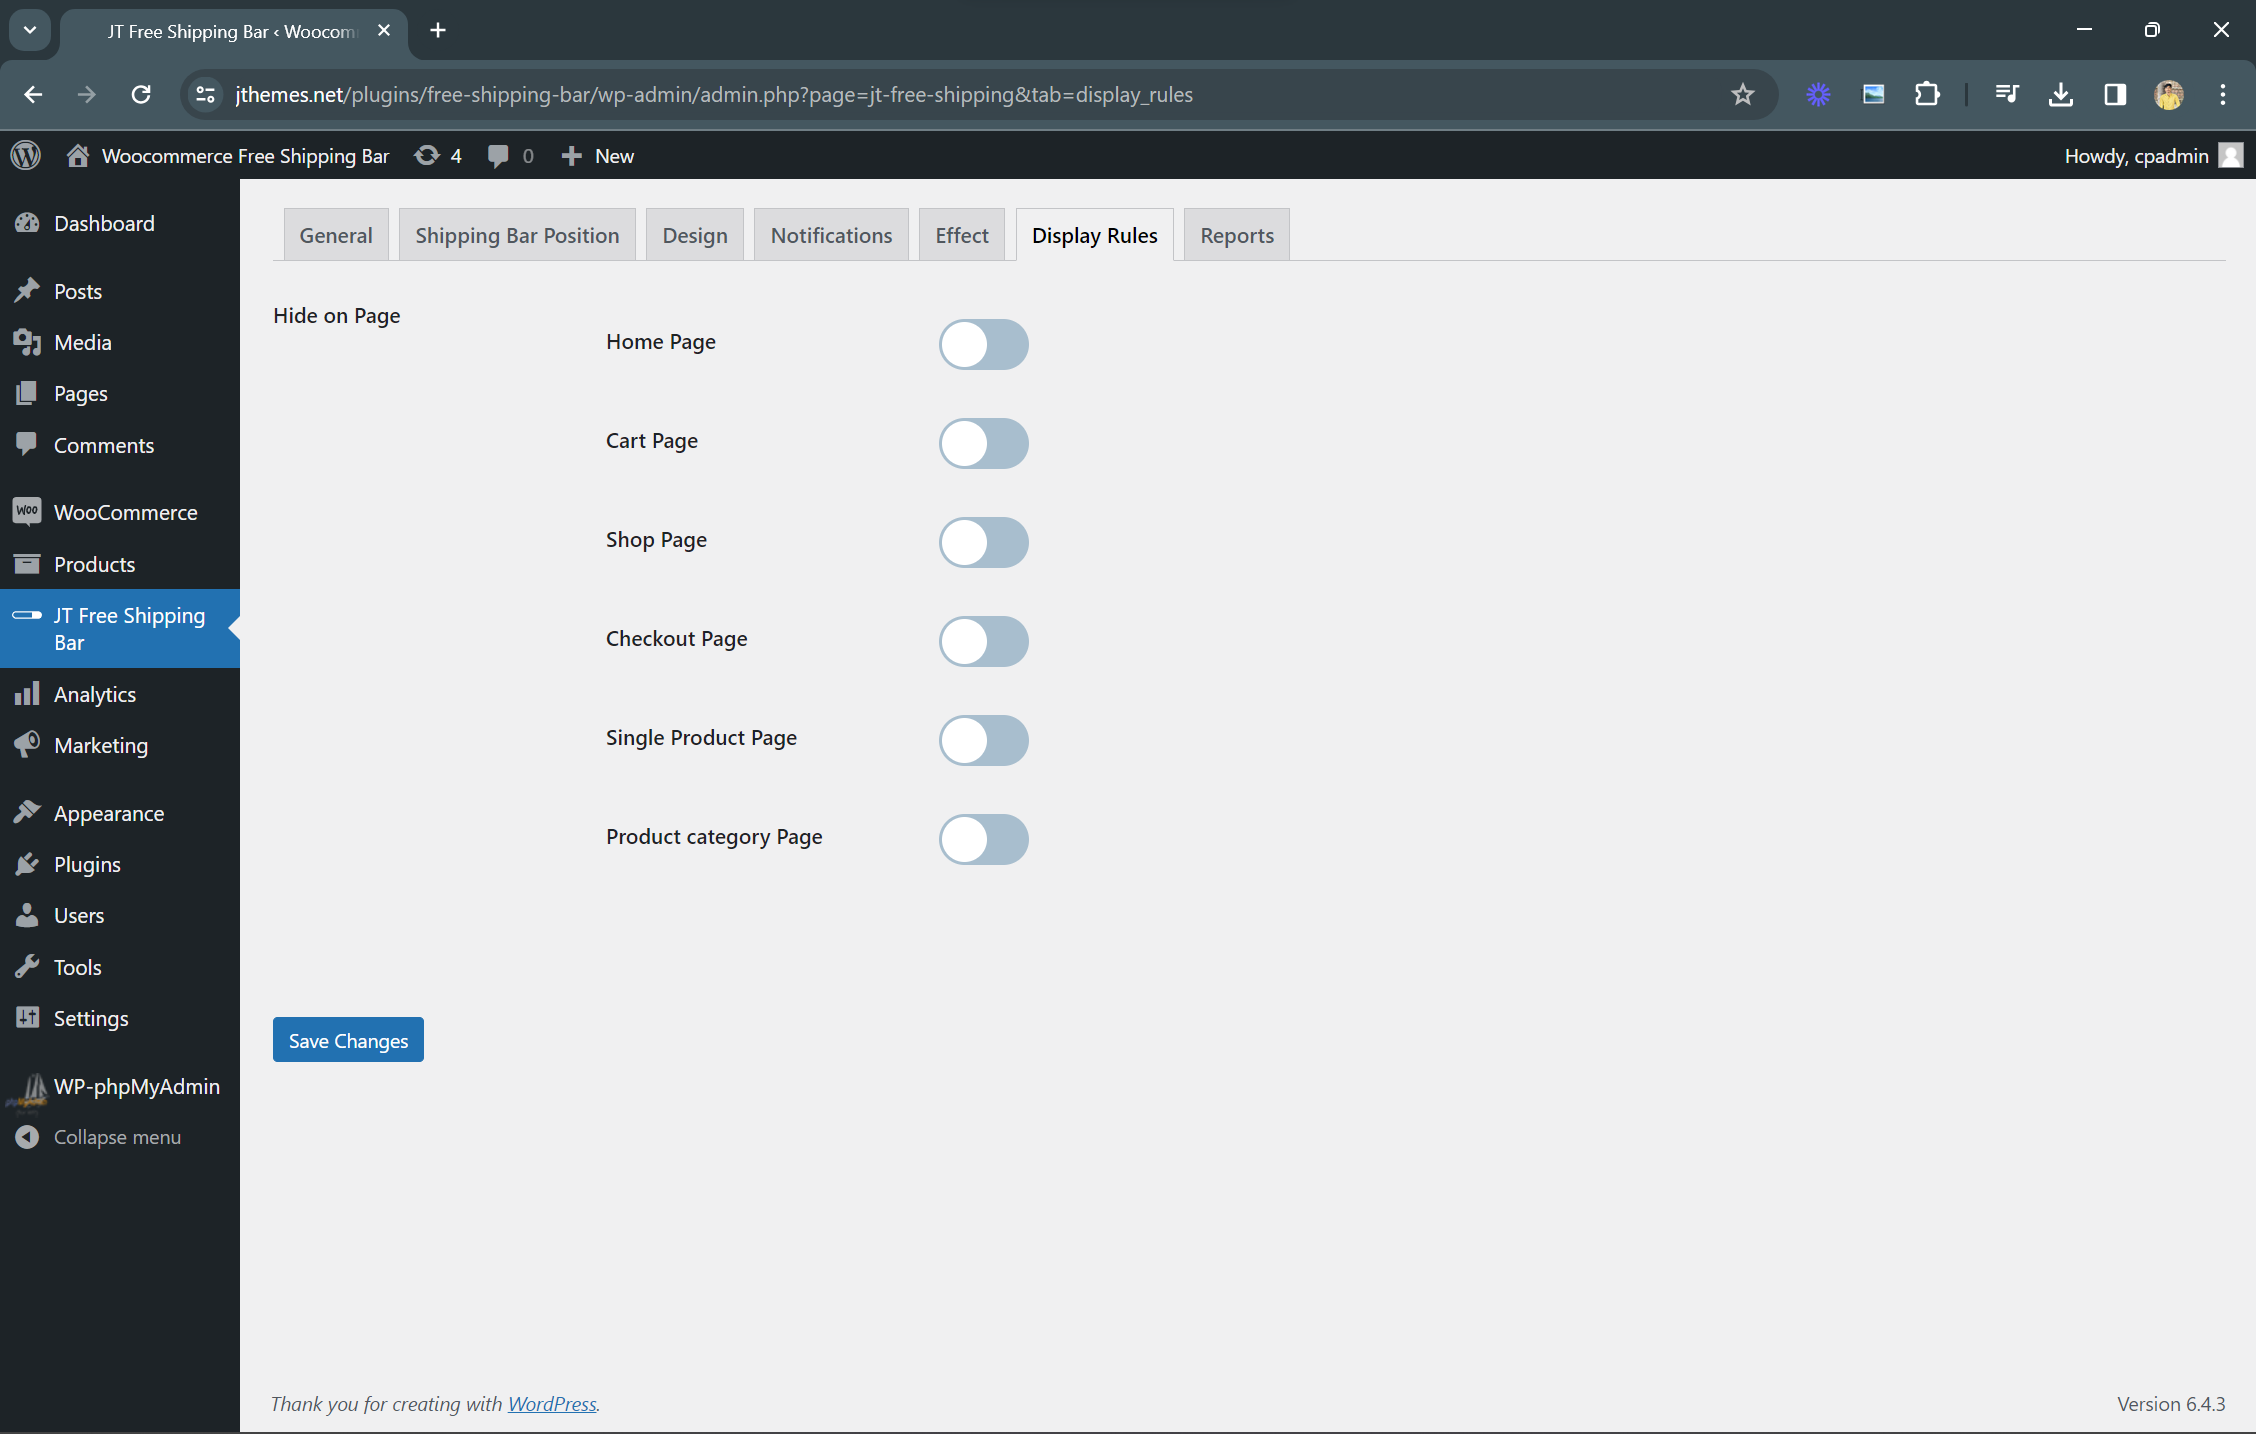 JT Free Shipping Bar ‹ Woocom
jthemes.net/plugins/free-shipping-bar/wp-admin/admin.php?page=jt-free-shipping&tab=display_rules
Woocommerce Free Shipping Bar
4
0
New
Howdy, cpadmin
Dashboard
Posts
Media
Pages
Comments
WooCommerce
Products
JT Free Shipping
Bar
Analytics
Marketing
Appearance
Plugins
Users
Tools
Settings
WP-phpMyAdmin
Collapse menu
General
Shipping Bar Position
Design
Notifications
Effect
Display Rules
Reports
Hide on Page
Home Page
Cart Page
Shop Page
Checkout Page
Single Product Page
Product category Page
Save Changes
Thank you for creating with WordPress.
Version 6.4.3